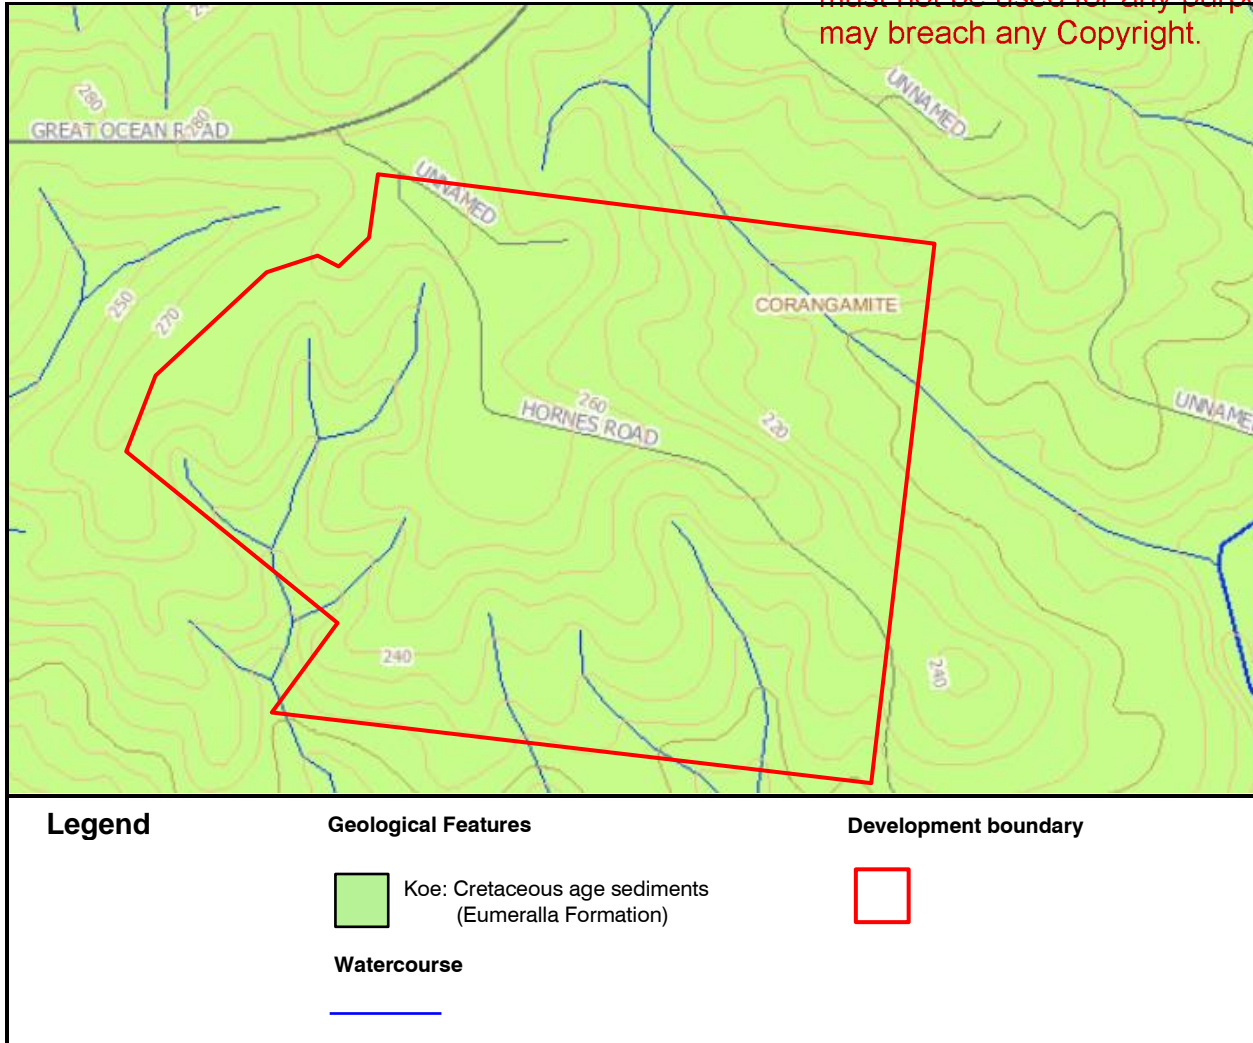 may breach any Copyright.
280
280
GREAT OCEAN ROAD
UNNAMED
UNNAMED
250
270
CORANGAMITE
260
HORNES ROAD
220
UNNAME
240
240
Legend
Geological Features
Development boundary
Koe: Cretaceous age sediments
(Eumeralla Formation)
Watercourse